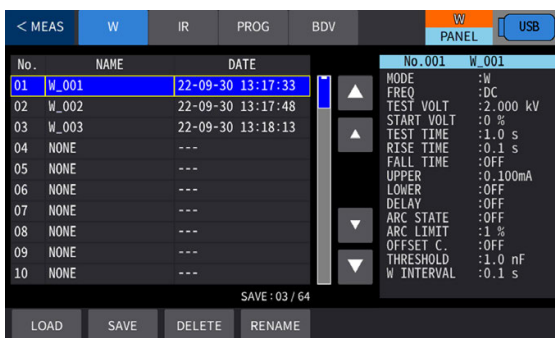 < MEAS W IR PROG BDV W PANEL USB
No. NAME DATE
01 W_001 22-09-30 13:17:33
02 W_002 22-09-30 13:17:48
03 W_003 22-09-30 13:18:13
04 NONE ---
05 NONE ---
06 NONE ---
07 NONE ---
08 NONE ---
09 NONE ---
10 NONE ---
SAVE : 03 / 64
No.001 W_001
MODE :W
FREQ :DC
TEST VOLT :2.000 kV
START VOLT :0 %
TEST TIME :1.0 s
RISE TIME :0.1 s
FALL TIME :OFF
UPPER :0.100mA
LOWER :OFF
DELAY :OFF
ARC STATE :OFF
ARC LIMIT :1 %
OFFSET C. :OFF
THRESHOLD :1.0 nF
W INTERVAL :0.1 s
LOAD SAVE DELETE RENAME